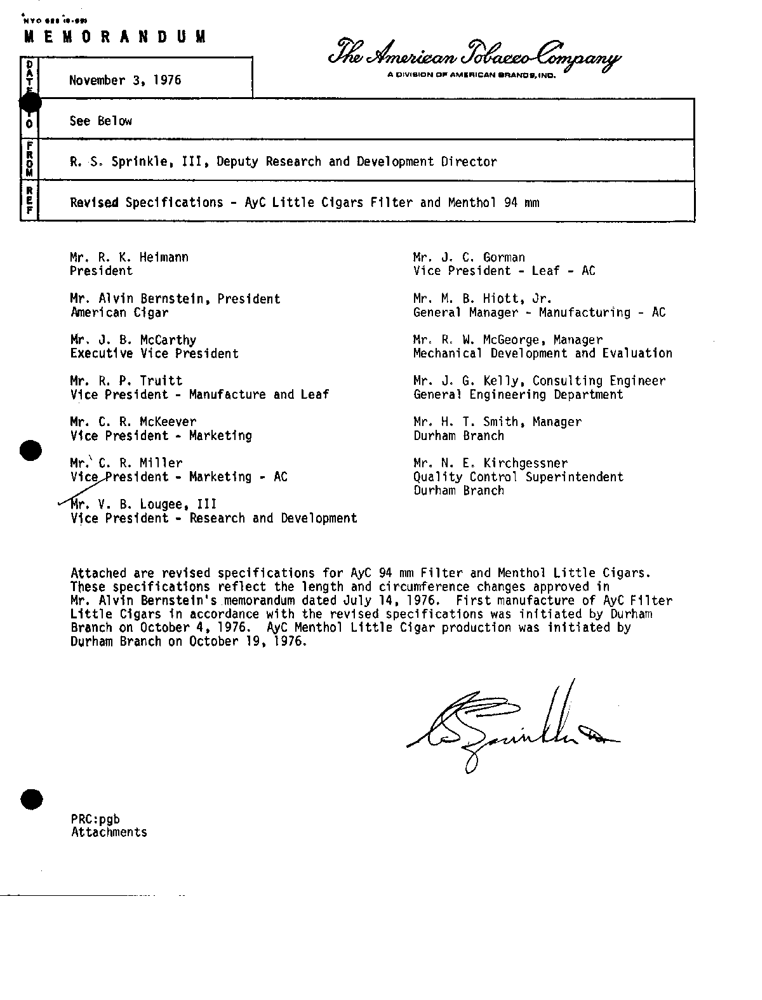 MEMORANDUM
The American Tobacco Company
A DIVISION OF AMERICAN BRANDS, INC.
DATE
November 3, 1976
TO
See Below
FROM
R. S. Sprinkle, III, Deputy Research and Development Director
REF
Revised Specifications - AyC Little Cigars Filter and Menthol 94 mm
Mr. R. K. Heimann
President
Mr. Alvin Bernstein, President
American Cigar
Mr. J. B. McCarthy
Executive Vice President
Mr. R. P. Truitt
Vice President - Manufacture and Leaf
Mr. C. R. McKeever
Vice President - Marketing
Mr. C. R. Miller
Vice President - Marketing - AC
Mr. V. B. Lougee, III
Vice President - Research and Development
Mr. J. C. Gorman
Vice President - Leaf - AC
Mr. M. B. Hiott, Jr.
General Manager - Manufacturing - AC
Mr. R. W. McGeorge, Manager
Mechanical Development and Evaluation
Mr. J. G. Kelly, Consulting Engineer
General Engineering Department
Mr. H. T. Smith, Manager
Durham Branch
Mr. N. E. Kirchgessner
Quality Control Superintendent
Durham Branch
Attached are revised specifications for AyC 94 mm Filter and Menthol Little Cigars.
These specifications reflect the length and circumference changes approved in
Mr. Alvin Bernstein's memorandum dated July 14, 1976. First manufacture of AyC Filter
Little Cigars in accordance with the revised specifications was initiated by Durham
Branch on October 4, 1976. AyC Menthol Little Cigar production was initiated by
Durham Branch on October 19, 1976.
PRC:pgb
Attachments